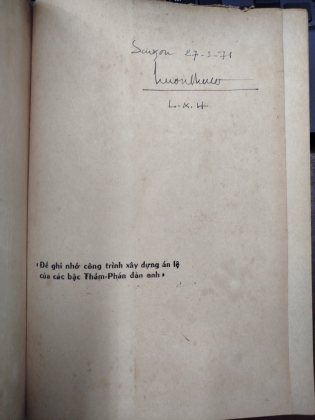 Saigon 27-2-71
L.X.H
«Để ghi nhớ công trình xây dựng án lệ
của các bậc Thẩm-Phán đàn anh»